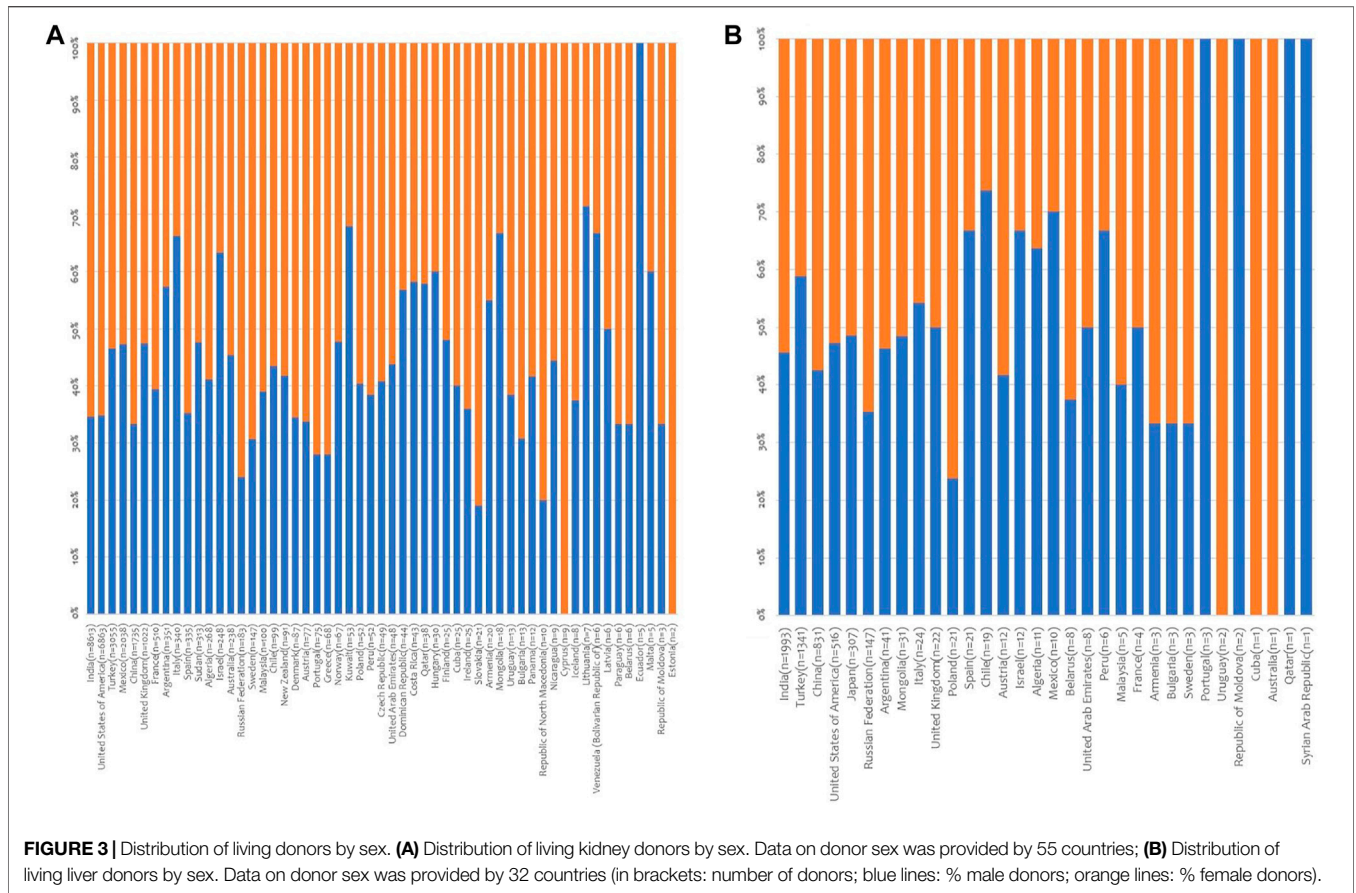 A
100%
90%
80%
70%
60%
50%
40%
30%
20%
10%
0%
India(n=8613)
United States of America(n=6863)
Turkey(n=3055)
Mexico(n=2038)
China(n=1735)
United Kingdom(n=1022)
France(n=510)
Argentina(n=351)
Italy(n=340)
Spain(n=335)
Sudan(n=313)
Algeria(n=268)
Israel(n=248)
Australia(n=238)
Russian Federation(n=183)
Sweden(n=147)
Malaysia(n=100)
Chile(n=99)
New Zealand(n=91)
Denmark(n=87)
Austria(n=77)
Portugal(n=75)
Greece(n=68)
Norway(n=67)
Kuwait(n=53)
Poland(n=52)
Peru(n=52)
Czech Republic(n=49)
United Arab Emirates(n=48)
Dominican Republic(n=44)
Costa Rica(n=43)
Qatar(n=38)
Hungary(n=30)
Finland(n=25)
Cuba(n=25)
Ireland(n=25)
Slovakia(n=21)
Armenia(n=20)
Mongolia(n=18)
Uruguay(n=13)
Bulgaria(n=13)
Panama(n=12)
Republic of North Macedonia(n=10)
Nicaragua(n=9)
Cyprus(n=9)
Iceland(n=8)
Lithuania(n=7)
Venezuela (Bolivarian Republic of)(n=6)
Latvia(n=6)
Paraguay(n=6)
Belarus(n=6)
Ecuador(n=5)
Malta(n=5)
Republic of Moldova(n=3)
Estonia(n=2)
B
100%
90%
80%
70%
60%
50%
40%
30%
20%
10%
0%
India(n=1993)
Turkey(n=1341)
China(n=831)
United States of America(n=516)
Japan(n=307)
Russian Federation(n=147)
Argentina(n=41)
Mongolia(n=31)
Italy(n=24)
United Kingdom(n=22)
Poland(n=21)
Spain(n=21)
Chile(n=19)
Austria(n=12)
Israel(n=12)
Algeria(n=11)
Mexico(n=10)
Belarus(n=8)
United Arab Emirates(n=8)
Peru(n=6)
Malaysia(n=5)
France(n=4)
Armenia(n=3)
Bulgaria(n=3)
Sweden(n=3)
Portugal(n=3)
Uruguay(n=2)
Republic of Moldova(n=2)
Cuba(n=1)
Australia(n=1)
Qatar(n=1)
Syrian Arab Republic(n=1)
FIGURE 3 | Distribution of living donors by sex. (A) Distribution of living kidney donors by sex. Data on donor sex was provided by 55 countries; (B) Distribution of
living liver donors by sex. Data on donor sex was provided by 32 countries (in brackets: number of donors; blue lines: % male donors; orange lines: % female donors).